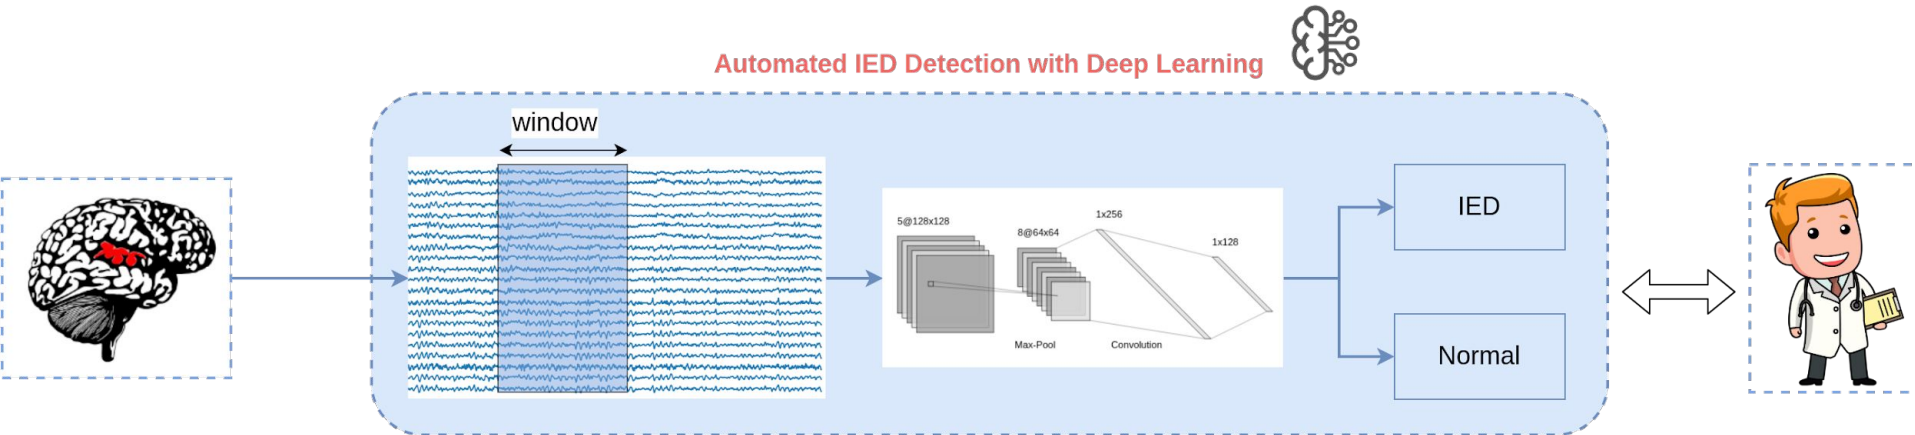 Automated IED Detection with Deep Learning
window
5@128x128
8@64x64
1x256
1x128
Max-Pool
Convolution
IED
Normal